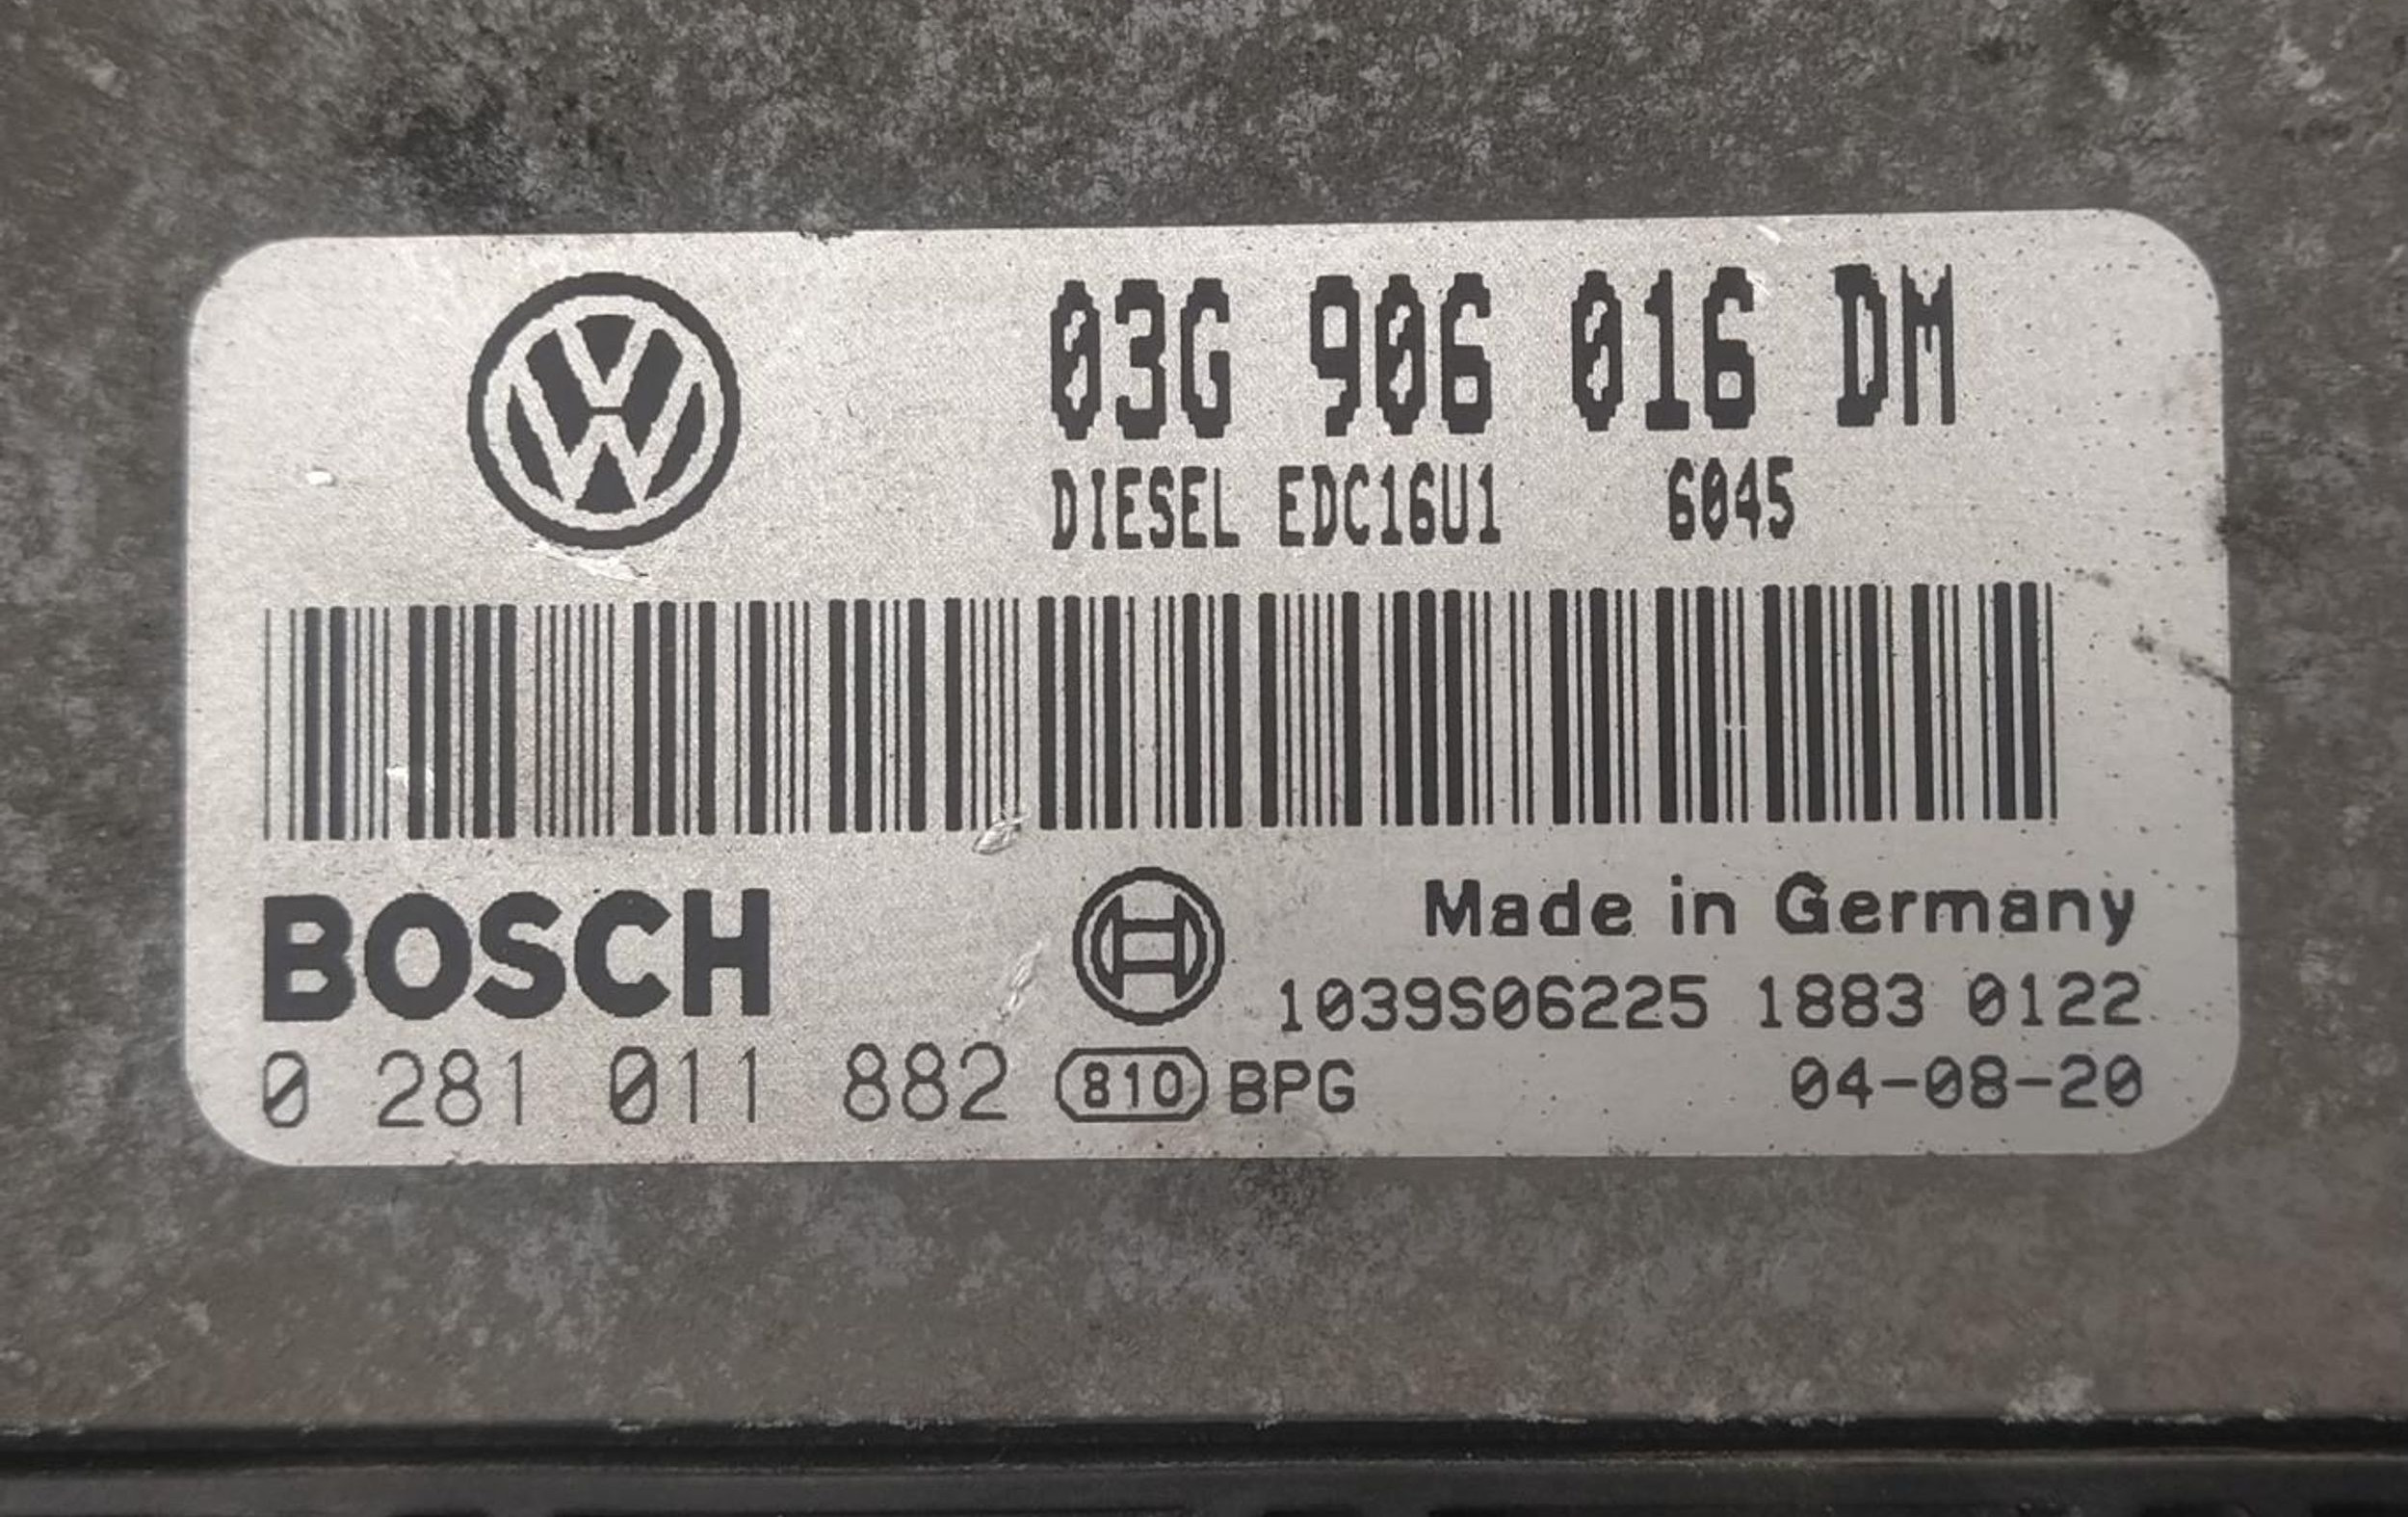 03G 906 016 DM
DIESEL EDC16U1 6045
BOSCH
Made in Germany
1039S06225 1883 0122
0 281 011 882 810 BPG 04-08-20